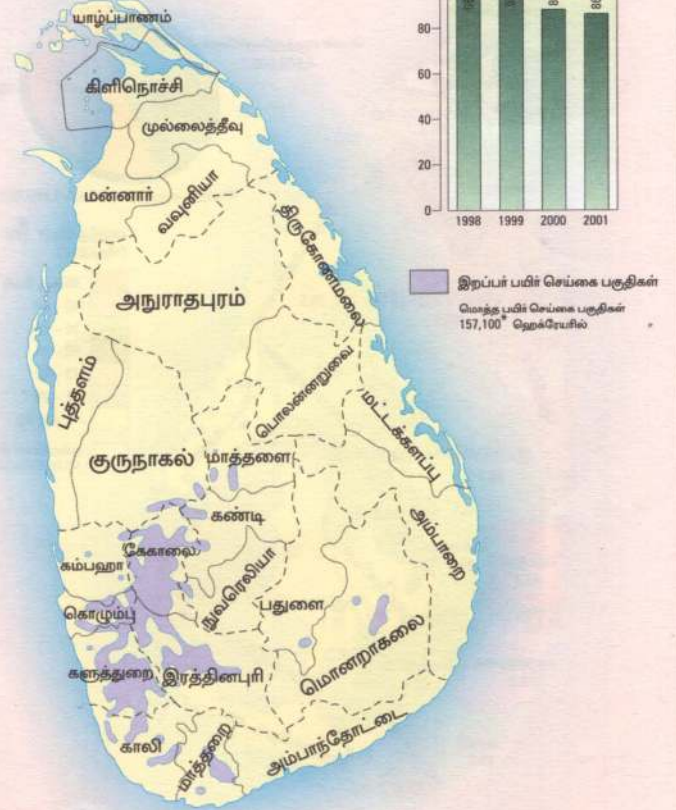 யாழ்ப்பாணம்
கிளிநொச்சி
முல்லைத்தீவு
மன்னார்
வவுனியா
திருகோணமலை
அநுராதபுரம்
புத்தளம்
பொலன்னறுவை
மட்டக்களப்பு
குருநாகல்
மாத்தளை
கண்டி
அம்பாறை
கேகாலை
கம்பஹா
நுவரெலியா
பதுளை
கொழும்பு
மொனறாகலை
களுத்துறை
இரத்தினபுரி
காலி
மாத்தறை
அம்பாந்தோட்டை
80
60
40
20
0
1998 1999 2000 2001
இறப்பர் பயிர் செய்கை பகுதிகள்
மொத்த பயிர் செய்கை பகுதிகள்
157,100* ஹெக்ரேயரில்